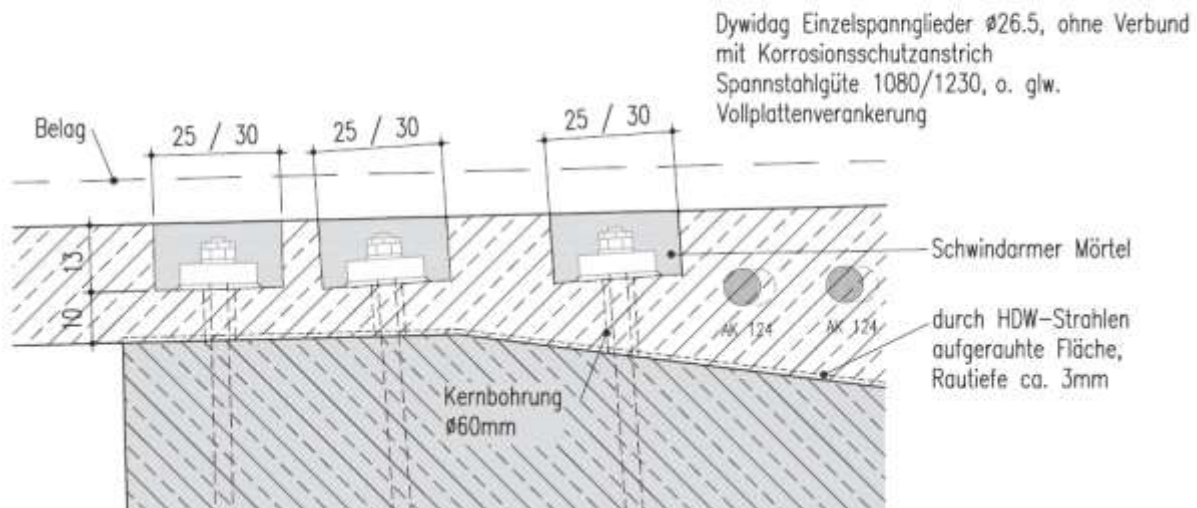 Dywidag Einzelspannglieder ø26.5, ohne Verbund
mit Korrosionsschutzanstrich
Spannstahlgüte 1080/1230, o. glw.
Vollplattenverankerung
Belag
25 / 30
25 / 30
25 / 30
13
10
Schwindarmer Mörtel
AK 124
AK 124
durch HDW-Strahlen
aufgerauhte Fläche,
Rautiefe ca. 3mm
Kernbohrung
ø60mm